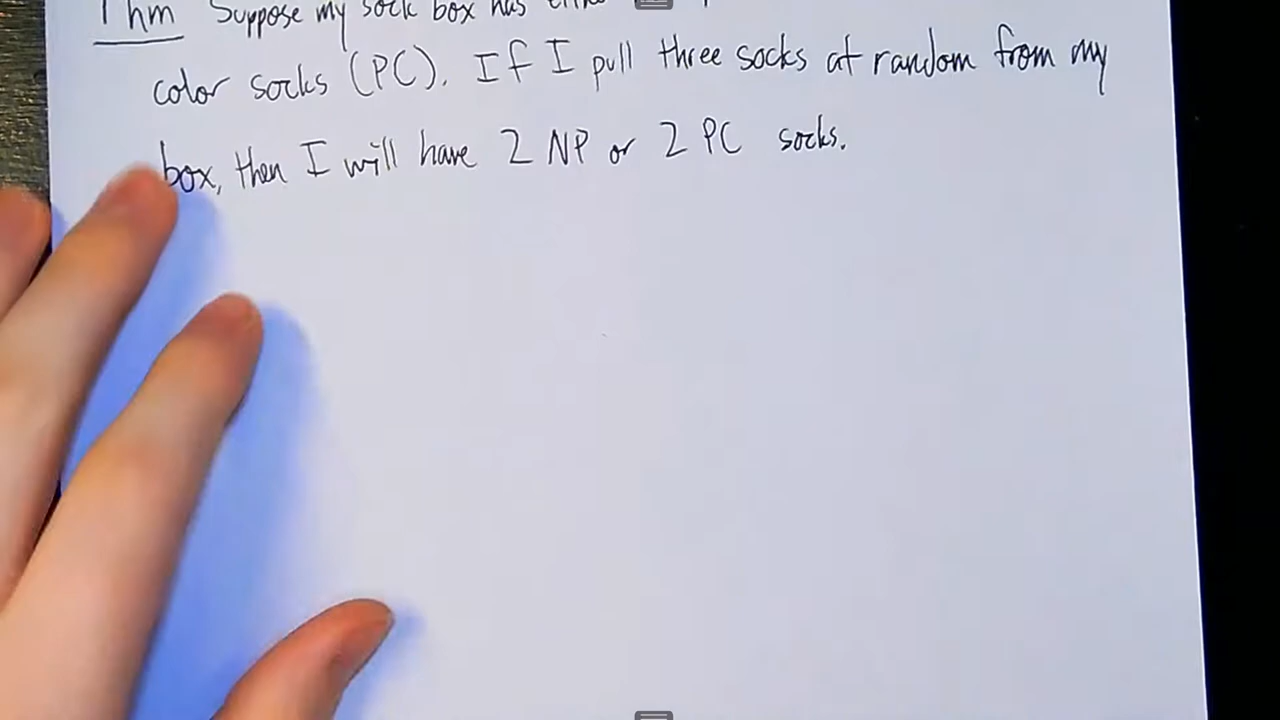 Thm Suppose my sock box has
color socks (PC). If I pull three socks at random from my
box, then I will have 2 NP or 2 PC socks.